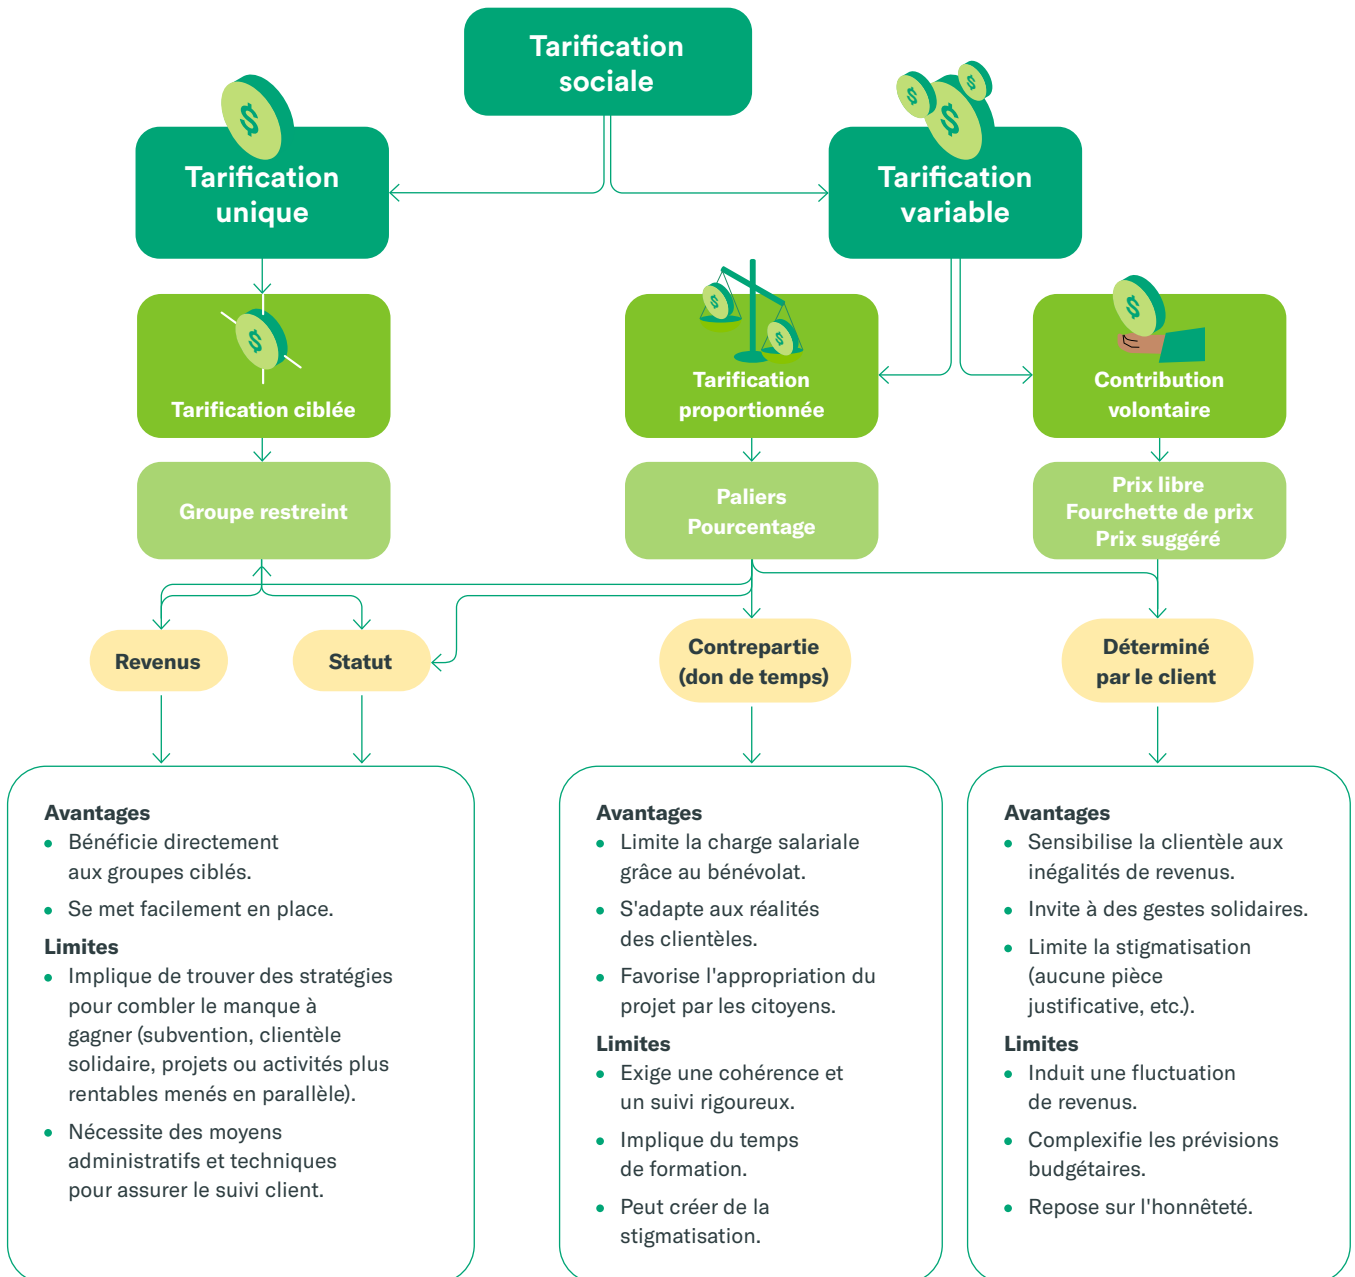 Tarification
sociale
$
$
$
$
Tarification
unique
Tarification
variable
$
$
$
$
Tarification ciblée
Tarification
proportionnée
Contribution
volontaire
Groupe restreint
Paliers
Pourcentage
Prix libre
Fourchette de prix
Prix suggéré
Revenus
Statut
Contrepartie
(don de temps)
Déterminé
par le client
Avantages
• Bénéficie directement
aux groupes ciblés.
• Se met facilement en place.
Limites
• Implique de trouver des stratégies
pour combler le manque à
gagner (subvention, clientèle
solidaire, projets ou activités plus
rentables menés en parallèle).
• Nécessite des moyens
administratifs et techniques
pour assurer le suivi client.
Avantages
• Limite la charge salariale
grâce au bénévolat.
• S'adapte aux réalités
des clientèles.
• Favorise l'appropriation du
projet par les citoyens.
Limites
• Exige une cohérence et
un suivi rigoureux.
• Implique du temps
de formation.
• Peut créer de la
stigmatisation.
Avantages
• Sensibilise la clientèle aux
inégalités de revenus.
• Invite à des gestes solidaires.
• Limite la stigmatisation
(aucune pièce
justificative, etc.).
Limites
• Induit une fluctuation
de revenus.
• Complexifie les prévisions
budgétaires.
• Repose sur l'honnêteté.